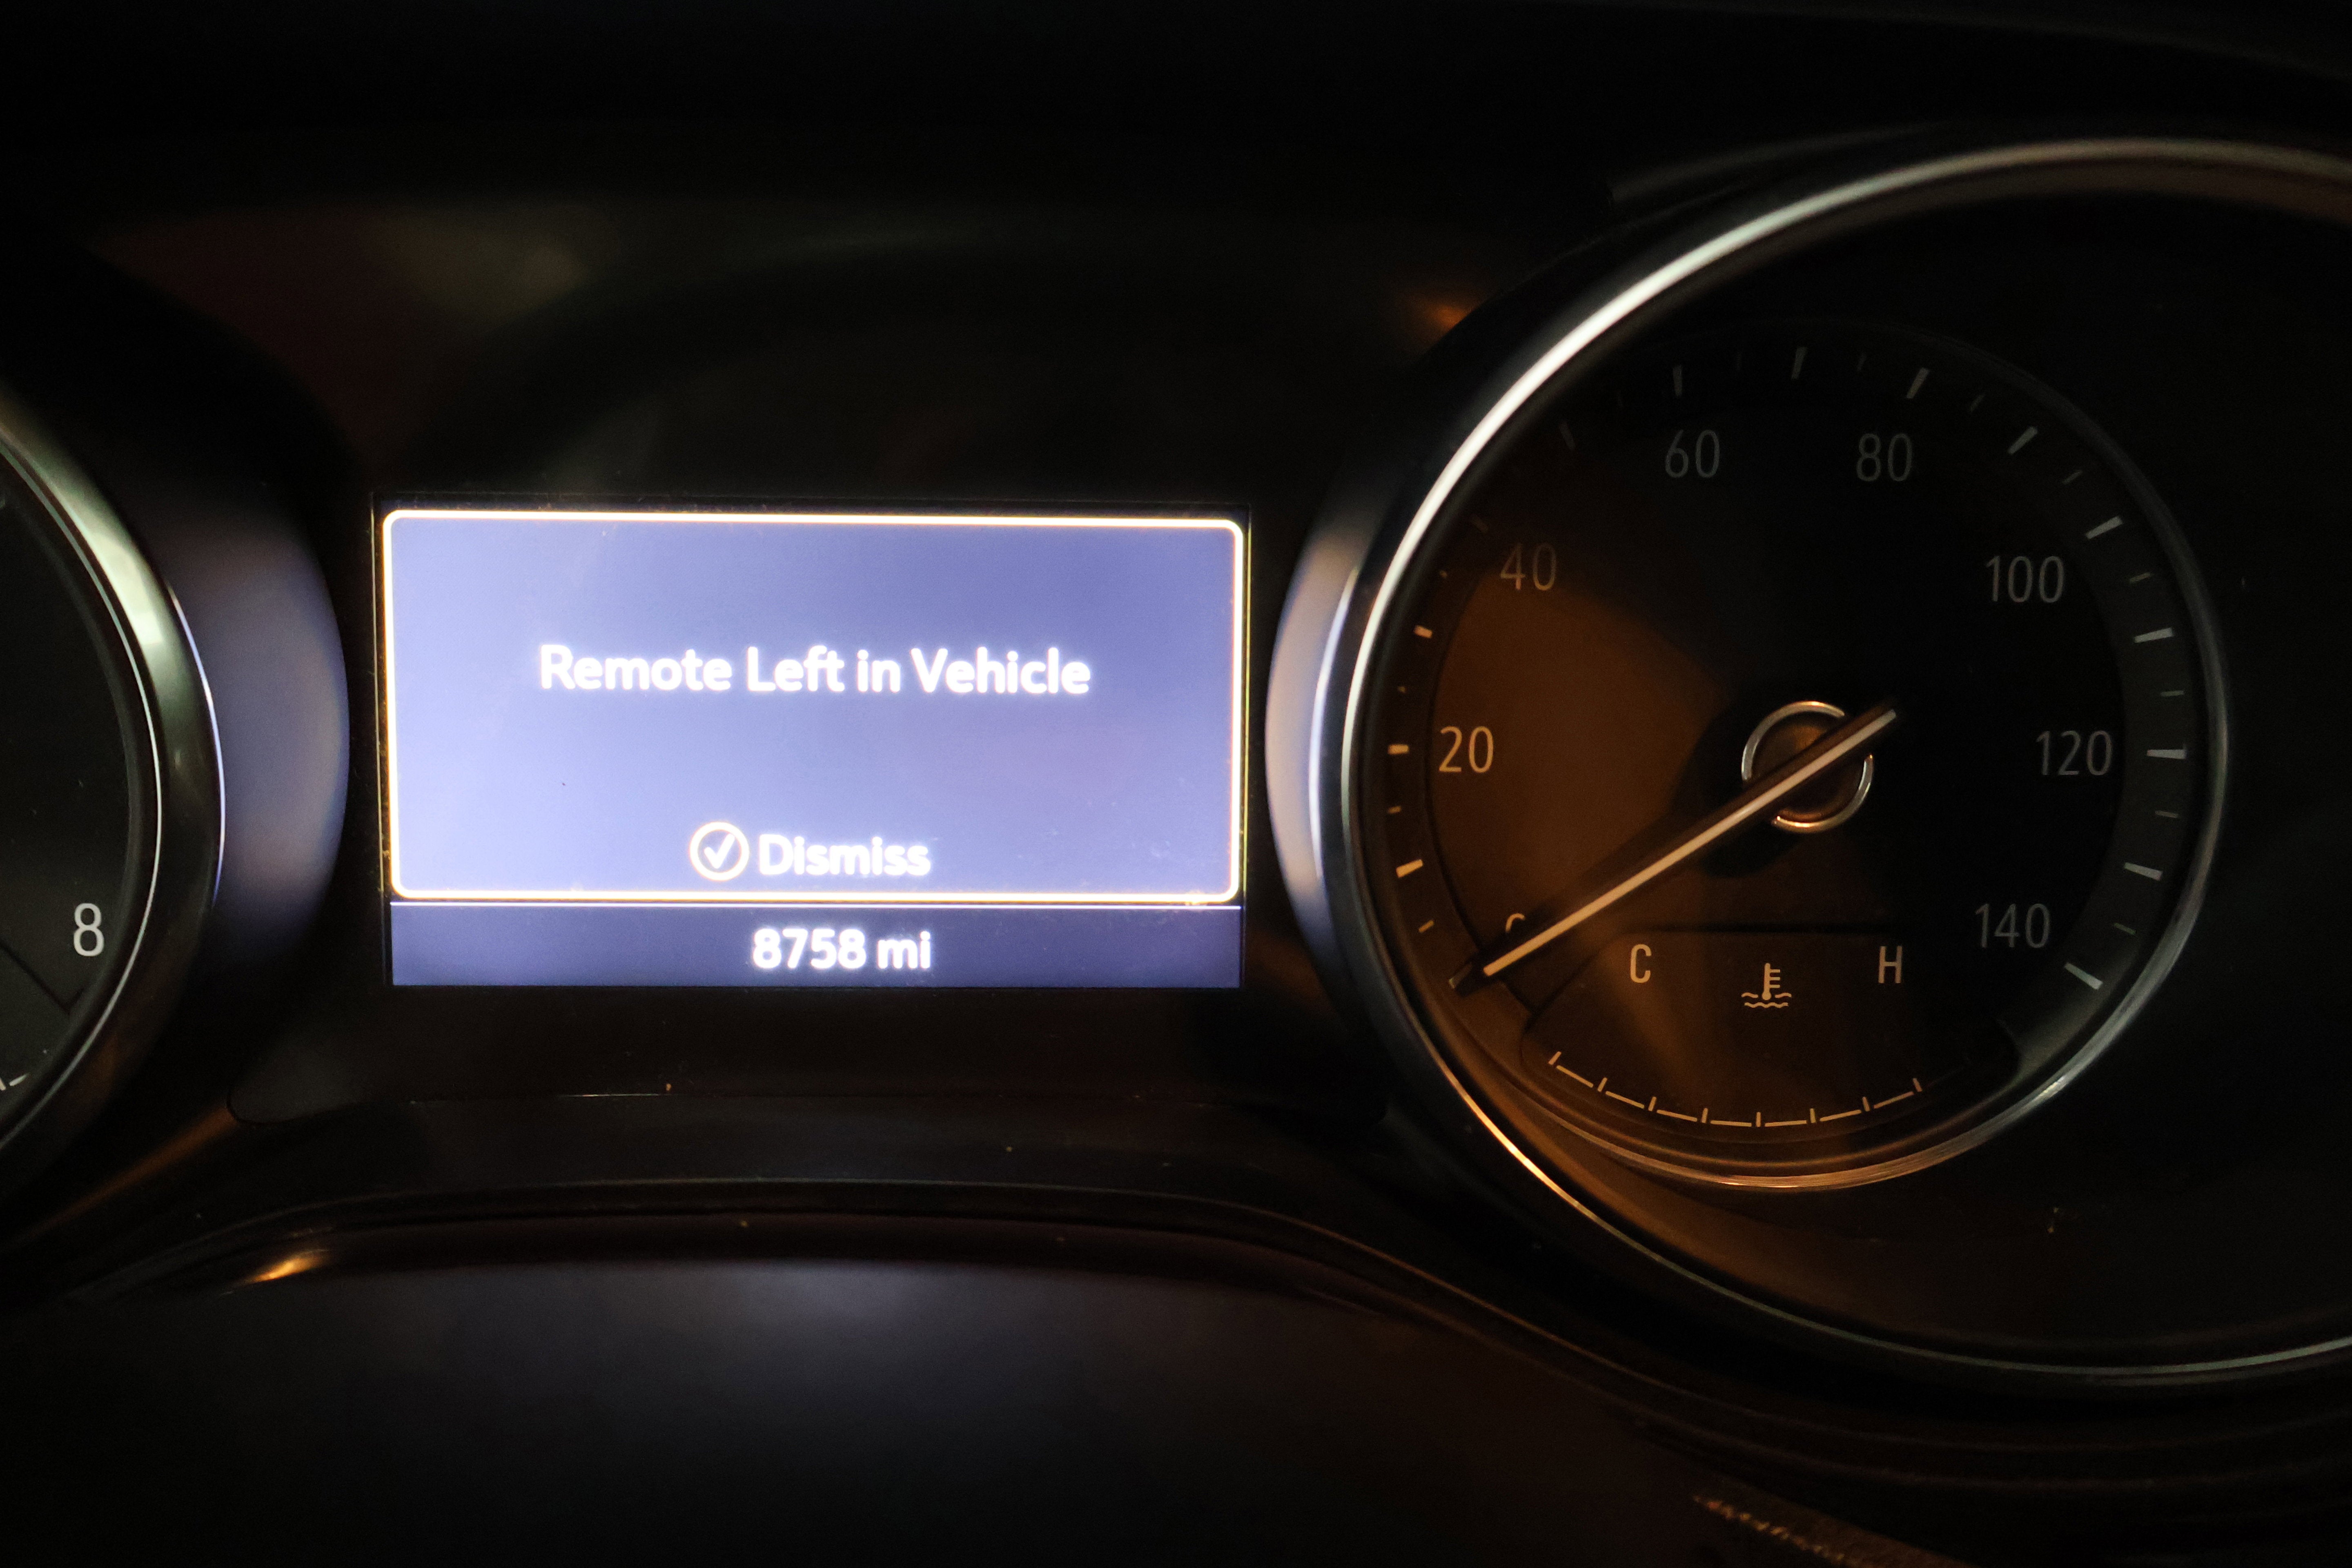 Remote Left in Vehicle
Dismiss
8758 mi
8
20
40
60
80
100
120
140
C
H